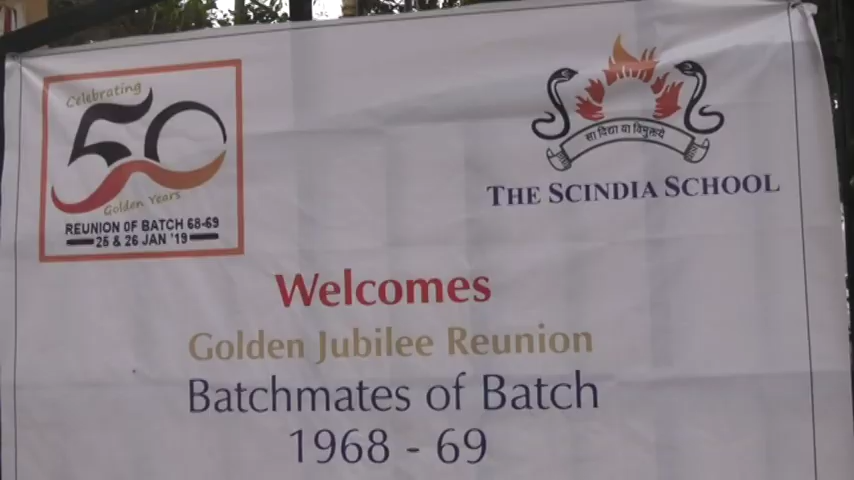 Celebrating
50
Golden Years
REUNION OF BATCH 68-69
25 & 26 JAN '19
सा विद्या या विमुक्तये
THE SCINDIA SCHOOL
Welcomes
Golden Jubilee Reunion
Batchmates of Batch
1968 - 69